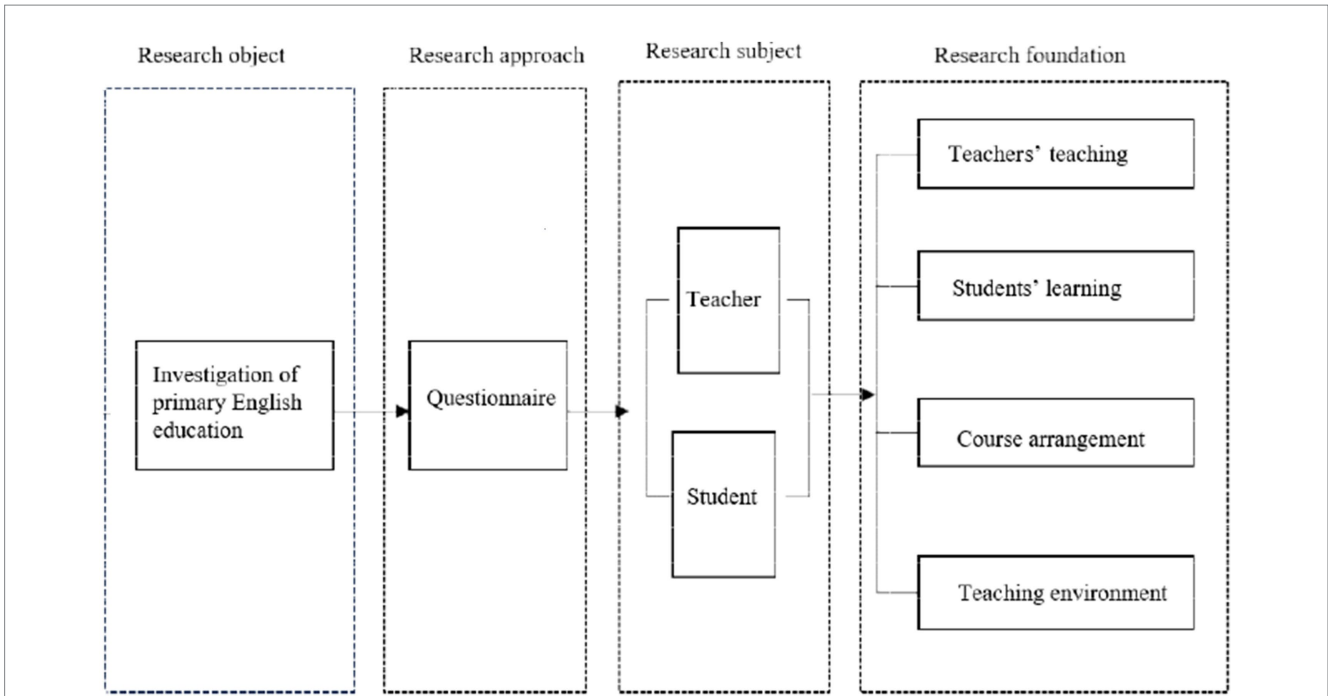 Research object
Research approach
Research subject
Research foundation
Investigation of
primary English
education
Questionnaire
Teacher
Student
Teachers’ teaching
Students’ learning
Course arrangement
Teaching environment